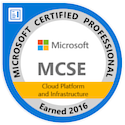 MICROSOFT CERTIFIED PROFESSIONAL
Microsoft
MCSE
Cloud Platform
and Infrastructure
Earned 2016